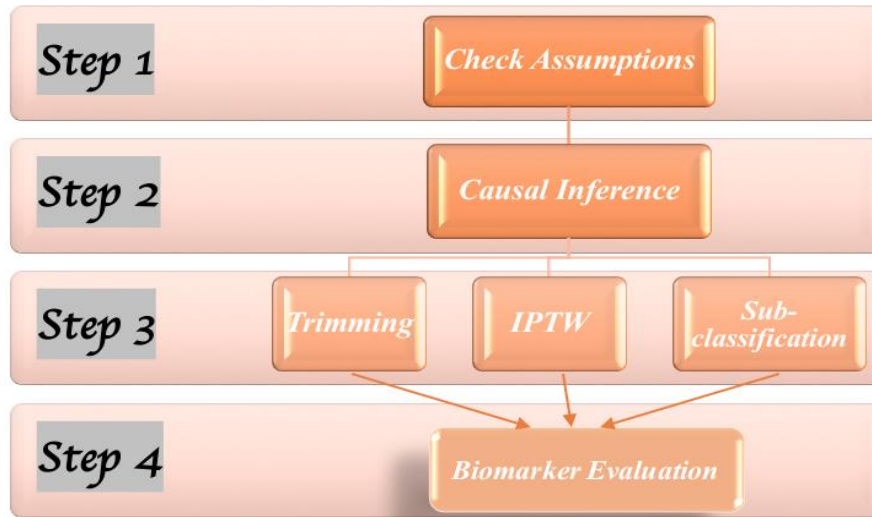 Step 1
Check Assumptions
Step 2
Causal Inference
Step 3
Trimming
IPTW
Sub-
classification
Step 4
Biomarker Evaluation